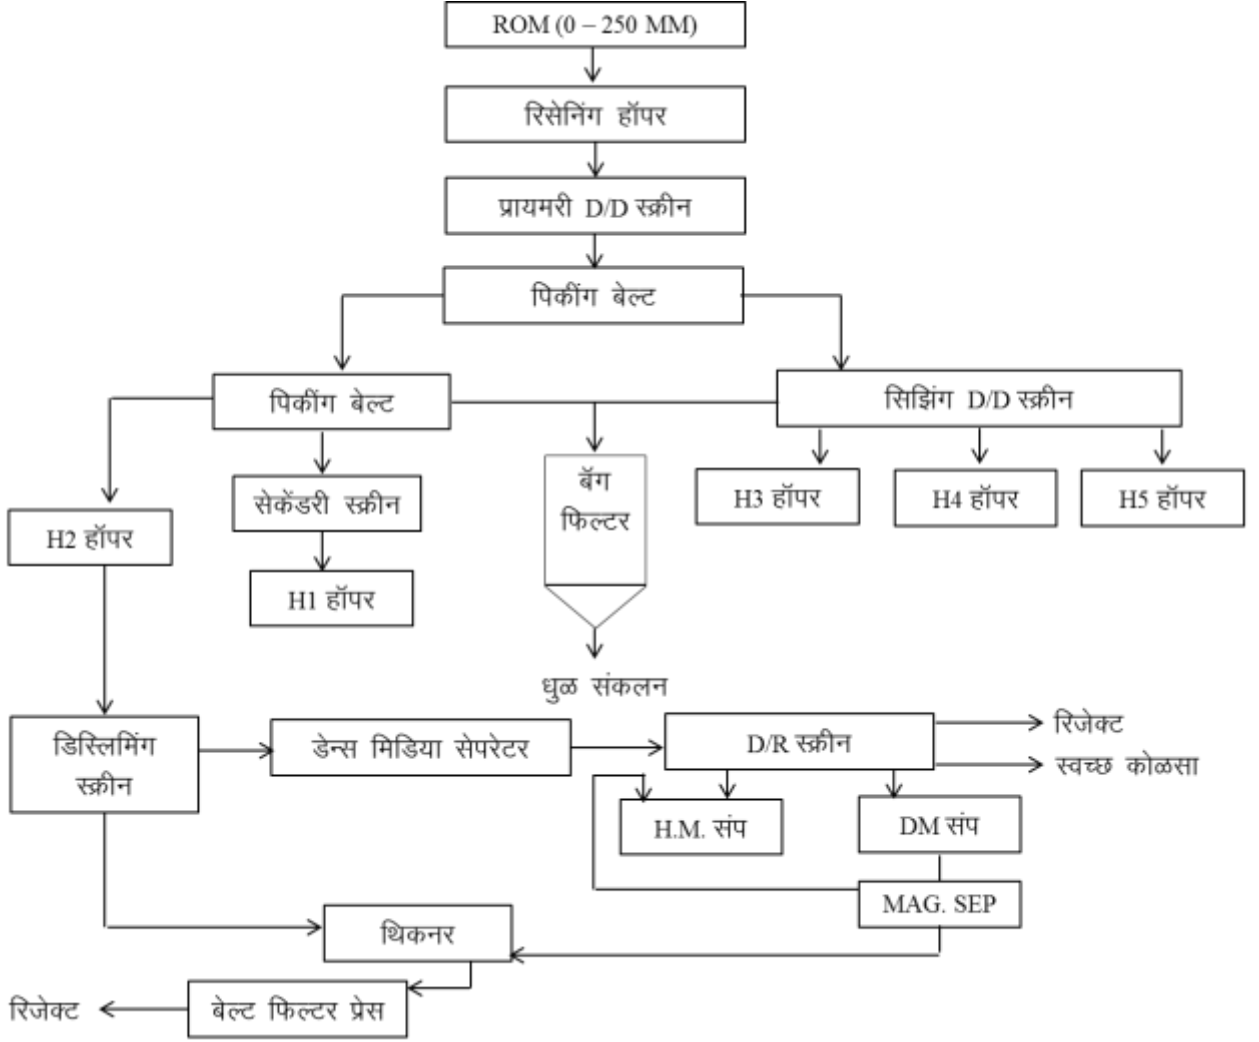 ROM (0 – 250 MM)
रिसेनिंग हॉपर
प्रायमरी D/D स्क्रीन
पिकींग बेल्ट
पिकींग बेल्ट
सिझिंग D/D स्क्रीन
बॅग
फिल्टर
सेकेंडरी स्क्रीन
H3 हॉपर
H4 हॉपर
H5 हॉपर
H2 हॉपर
H1 हॉपर
धुळ संकलन
डिस्लिमिंग
स्क्रीन
डेन्स मिडिया सेपरेटर
D/R स्क्रीन
रिजेक्ट
स्वच्छ कोळसा
H.M. संप
DM संप
MAG. SEP
थिकनर
बेल्ट फिल्टर प्रेस
रिजेक्ट